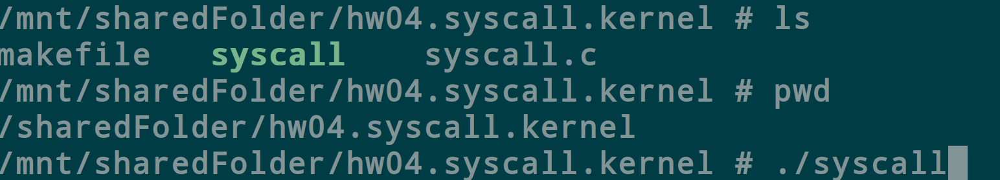 /mnt/sharedFolder/hw04.syscall.kernel # ls
makefile syscall syscall.c
/mnt/sharedFolder/hw04.syscall.kernel # pwd
/sharedFolder/hw04.syscall.kernel
/mnt/sharedFolder/hw04.syscall.kernel # ./syscall